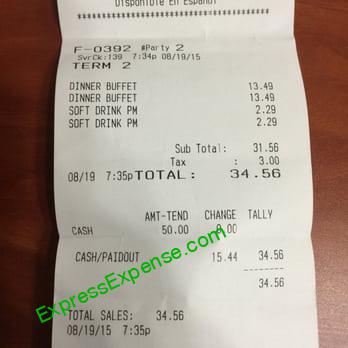 Disponible En Espanol
*******************************
F-0392 #Party 2
SvrCk:139 7:34p 08/19/15
TERM 2
DINNER BUFFET 13.49
DINNER BUFFET 13.49
SOFT DRINK PM 2.29
SOFT DRINK PM 2.29
Sub Total: 31.56
Tax : 3.00
08/19 7:35p TOTAL: 34.56
AMT-TEND CHANGE TALLY
CASH 50.00 0.00
CASH/PAIDOUT 15.44 34.56
--------
34.56
TOTAL SALES: 34.56
08/19/15 7:35p
ExpressExpense.com